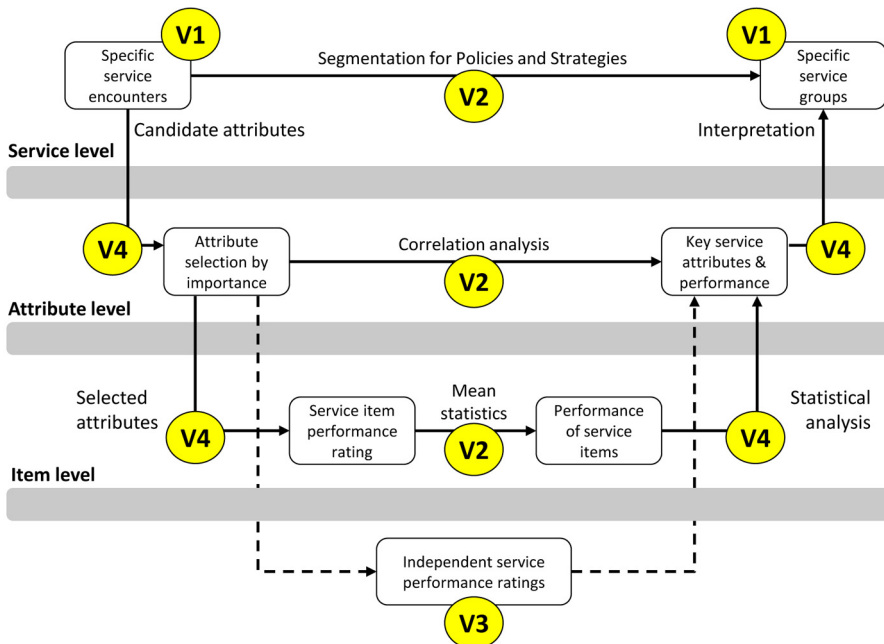 V1
Specific
service
encounters
Segmentation for Policies and Strategies
V2
V1
Specific
service
groups
Candidate attributes
Interpretation
Service level
V4
Attribute
selection by
importance
Correlation analysis
V2
Key service
attributes &
performance
V4
Attribute level
Selected
attributes
V4
Service item
performance
rating
Mean
statistics
V2
Performance
of service
items
V4
Statistical
analysis
Item level
Independent service
performance ratings
V3